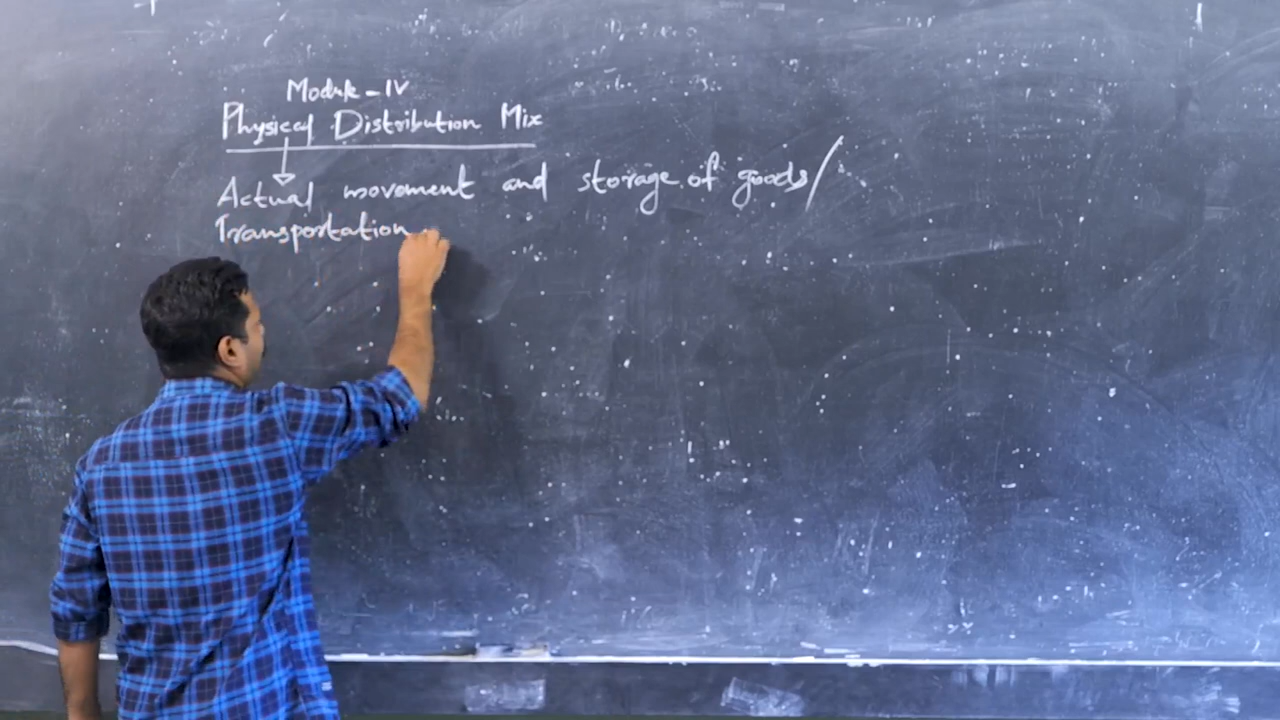 Module - IV
Physical Distribution Mix
Actual movement and storage of goods/
Transportation